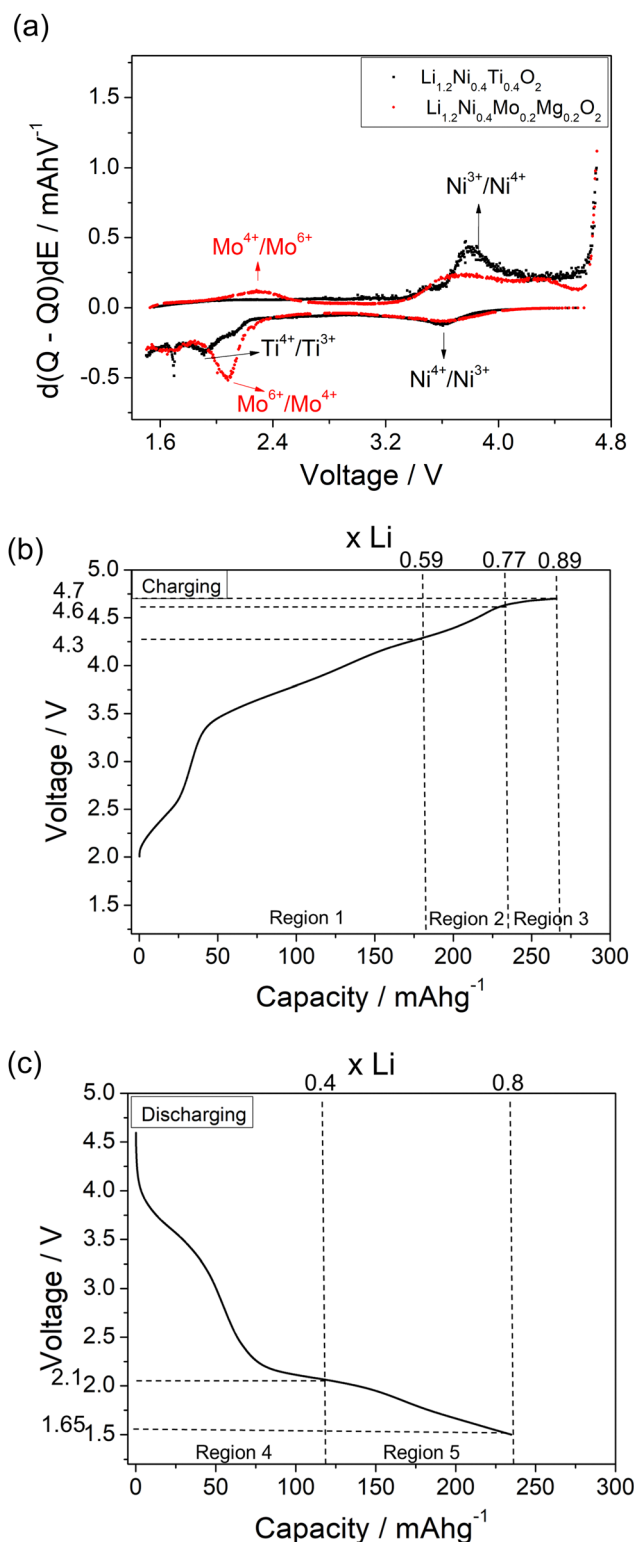 (a)
Li1.2Ni0.4Ti0.4O2
Li1.2Ni0.4Mo0.2Mg0.2O2
d(Q - Q0)dE / mAhV-1
1.5
1.0
0.5
0.0
-0.5
Ni3+/Ni4+
Mo4+/Mo6+
Ti4+/Ti3+
Mo6+/Mo4+
Ni4+/Ni3+
1.6 2.4 3.2 4.0 4.8
Voltage / V
(b)
x Li
0.59 0.77 0.89
Charging
Voltage / V
5.0
4.7
4.6
4.5
4.3
4.0
3.5
3.0
2.5
2.0
1.5
Region 1 Region 2 Region 3
0 50 100 150 200 250 300
Capacity / mAhg-1
(c)
x Li
0.4 0.8
Discharging
Voltage / V
5.0
4.5
4.0
3.5
3.0
2.5
2.1
2.0
1.65
1.5
Region 4 Region 5
0 50 100 150 200 250 300
Capacity / mAhg-1